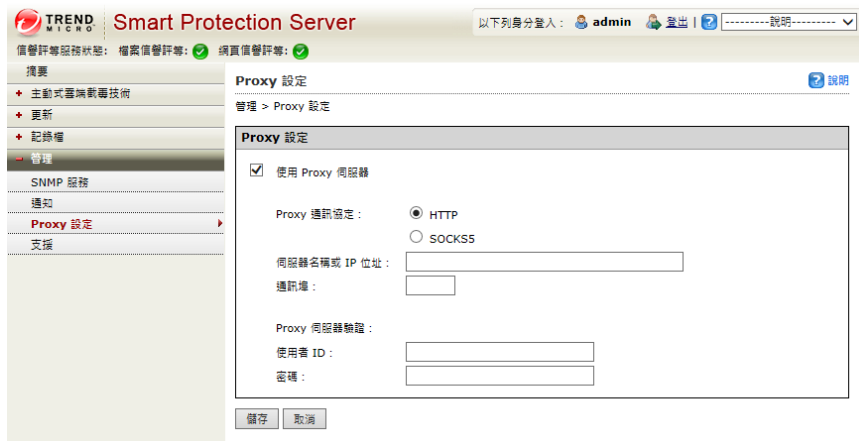 TREND MICRO Smart Protection Server 以下列身分登入： admin 登出 | ---------說明---------
信譽評等服務狀態： 檔案信譽評等: 網頁信譽評等:
摘要
+ 主動式雲端截毒技術
+ 更新
+ 記錄檔
− 管理
SNMP 服務
通知
Proxy 設定
支援
Proxy 設定 說明
管理 > Proxy 設定
Proxy 設定
使用 Proxy 伺服器
Proxy 通訊協定： HTTP
SOCKS5
伺服器名稱或 IP 位址：
通訊埠：
Proxy 伺服器驗證：
使用者 ID：
密碼：
儲存 取消